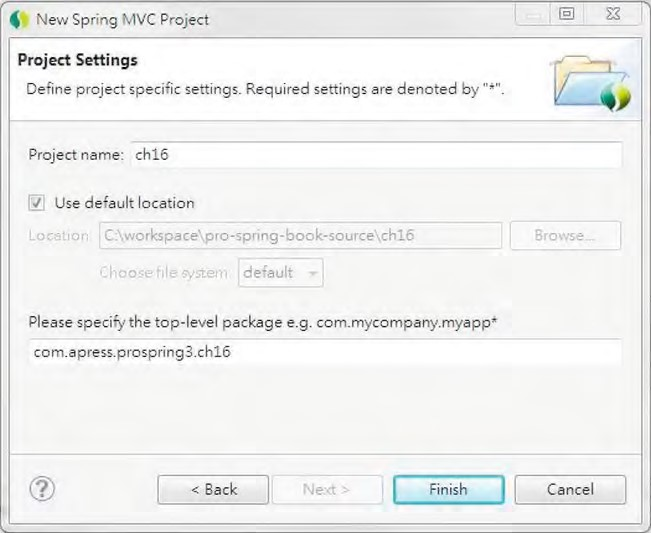 New Spring MVC Project
Project Settings
Define project specific settings. Required settings are denoted by "*".
Project name: ch16
Use default location
Location: C:\workspace\pro-spring-book-source\ch16 Browse...
Choose file system: default
Please specify the top-level package e.g. com.mycompany.myapp*
com.apress.prospring3.ch16
? < Back Next > Finish Cancel